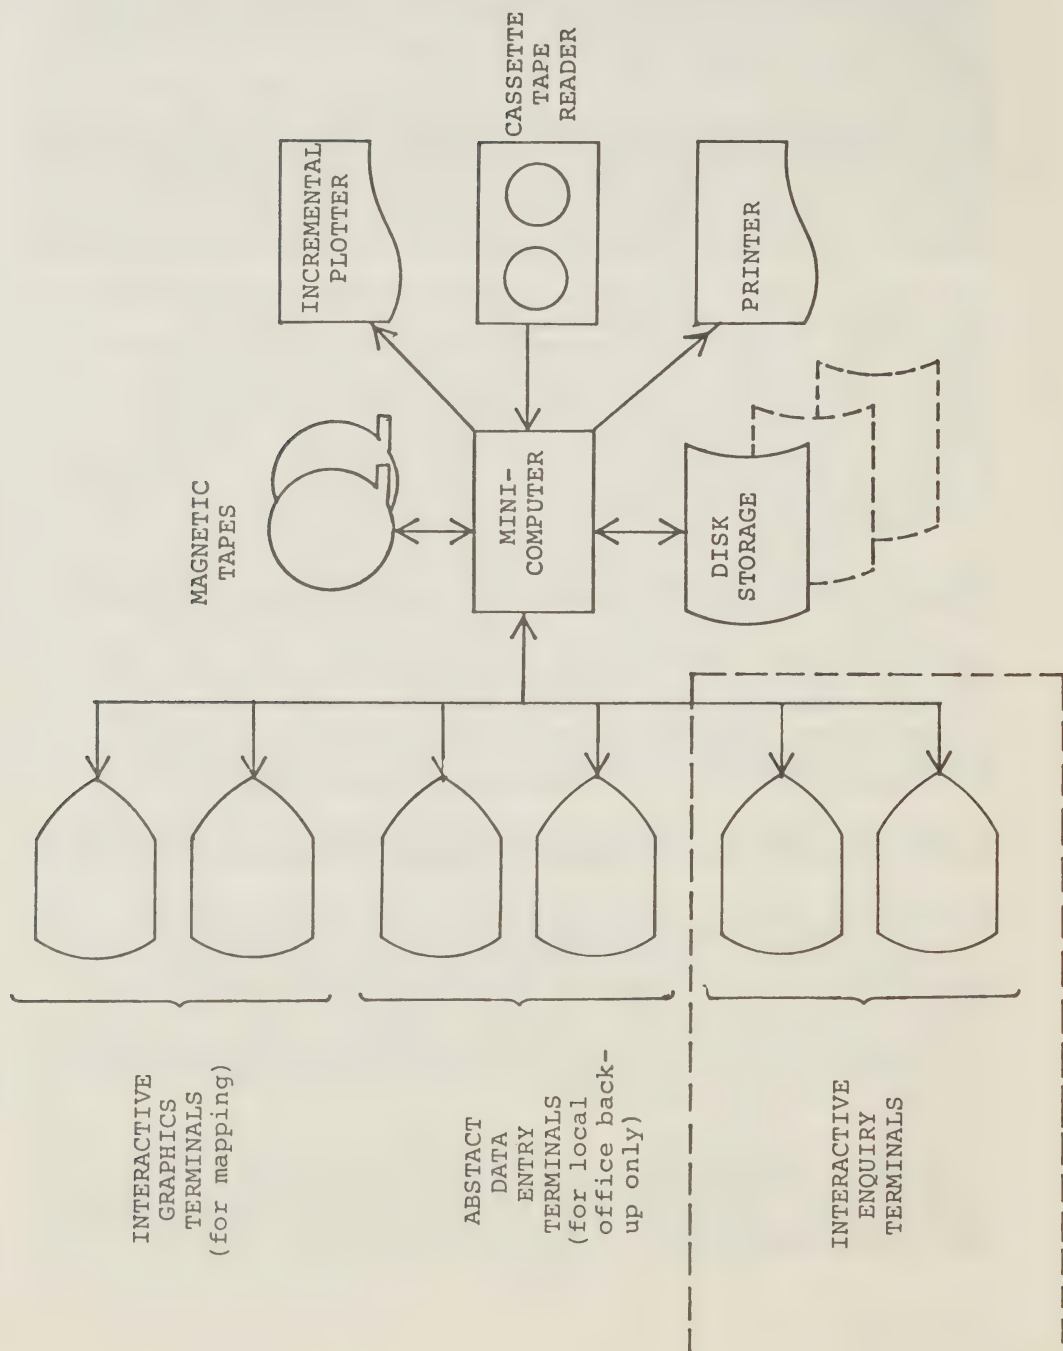 INTERACTIVE
GRAPHICS
TERMINALS
(for mapping)
ABSTACT
DATA
ENTRY
TERMINALS
(for local
office back-
up only)
INTERACTIVE
ENQUIRY
TERMINALS
MAGNETIC
TAPES
MINI-
COMPUTER
DISK
STORAGE
INCREMENTAL
PLOTTER
CASSETTE
TAPE
READER
PRINTER